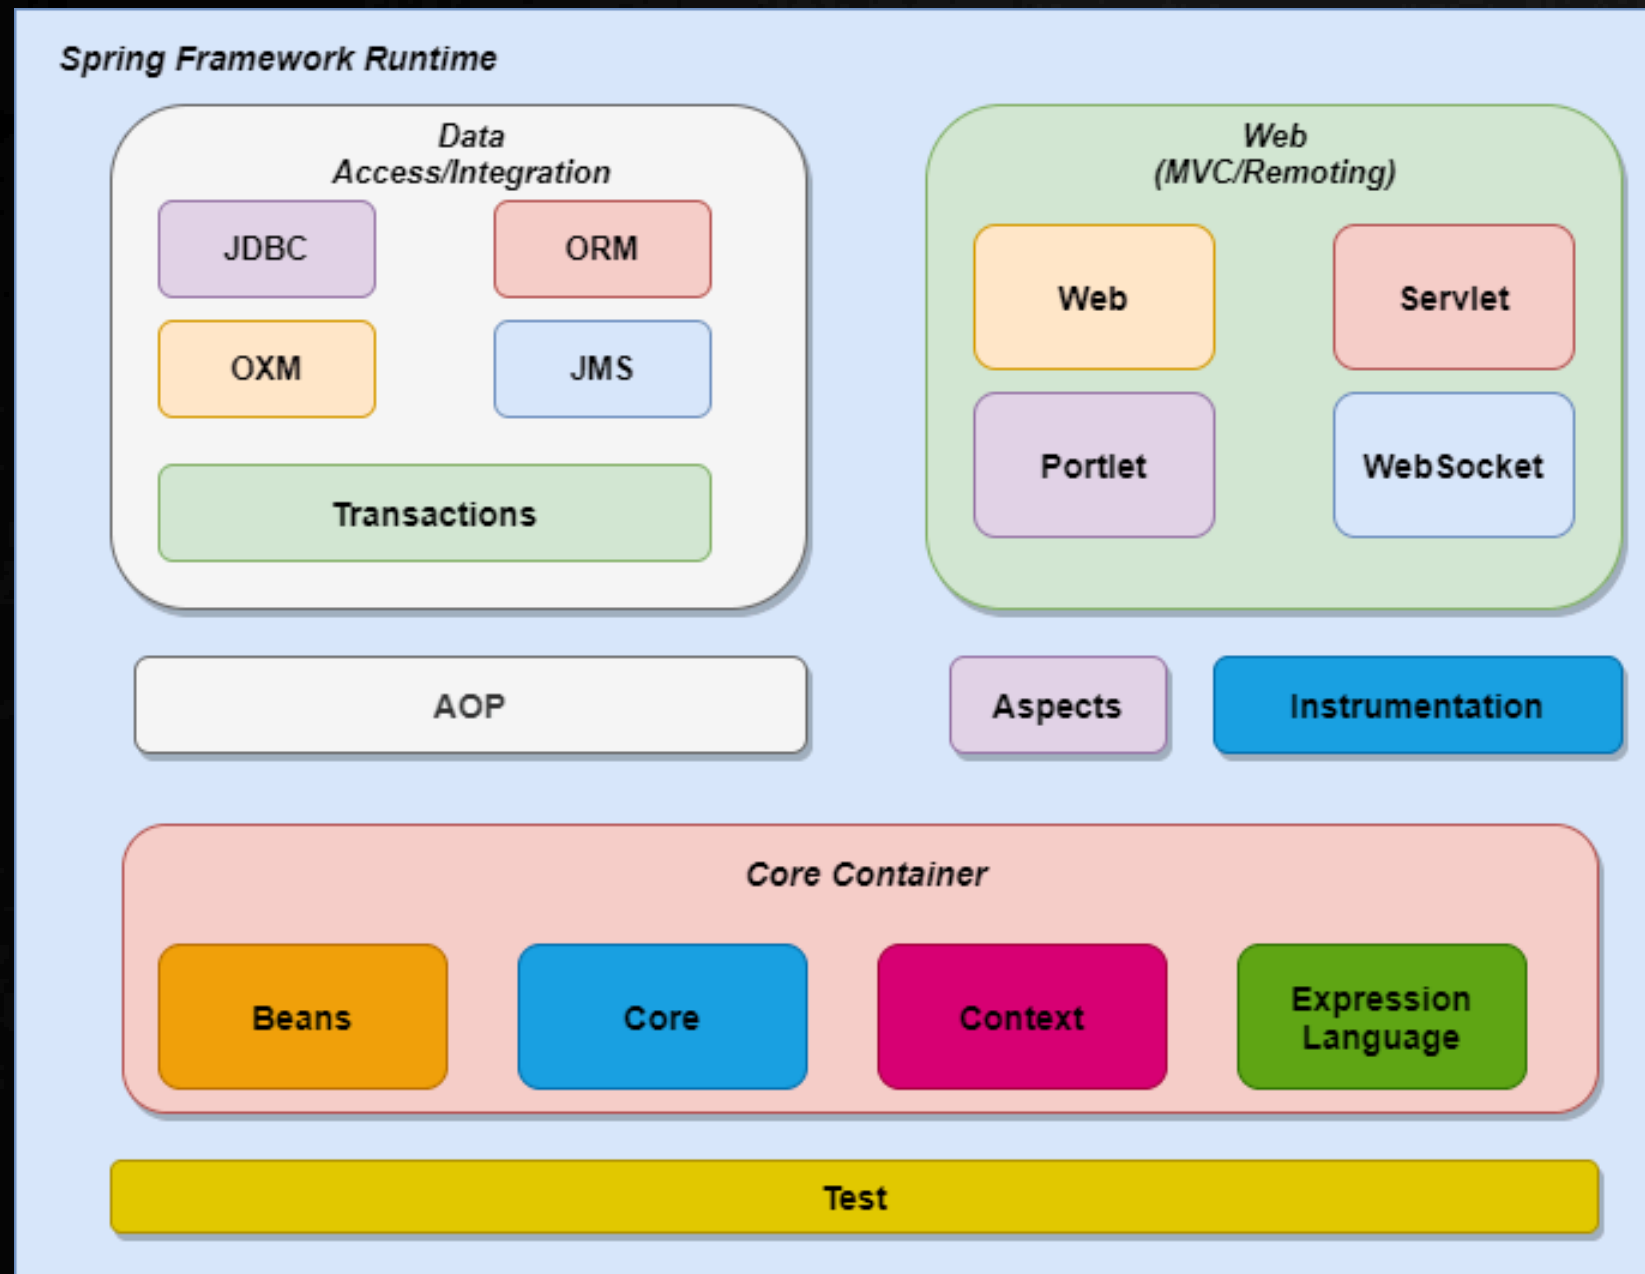 Spring Framework Runtime
Data
Access/Integration
JDBC
ORM
OXM
JMS
Transactions
Web
(MVC/Remoting)
Web
Servlet
Portlet
WebSocket
AOP
Aspects
Instrumentation
Core Container
Beans
Core
Context
Expression
Language
Test